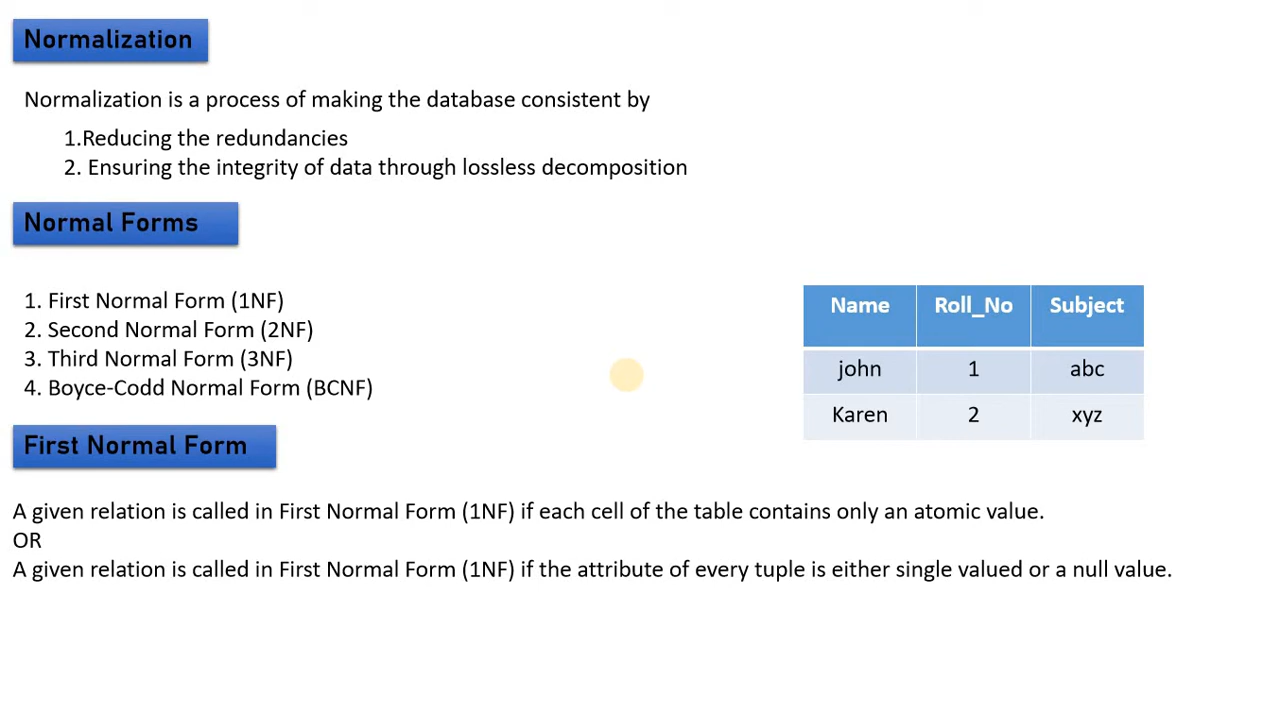 Normalization
Normalization is a process of making the database consistent by
1.Reducing the redundancies
2. Ensuring the integrity of data through lossless decomposition
Normal Forms
1. First Normal Form (1NF)
2. Second Normal Form (2NF)
3. Third Normal Form (3NF)
4. Boyce-Codd Normal Form (BCNF)
Name Roll_No Subject
john 1 abc
Karen 2 xyz
First Normal Form
A given relation is called in First Normal Form (1NF) if each cell of the table contains only an atomic value.
OR
A given relation is called in First Normal Form (1NF) if the attribute of every tuple is either single valued or a null value.